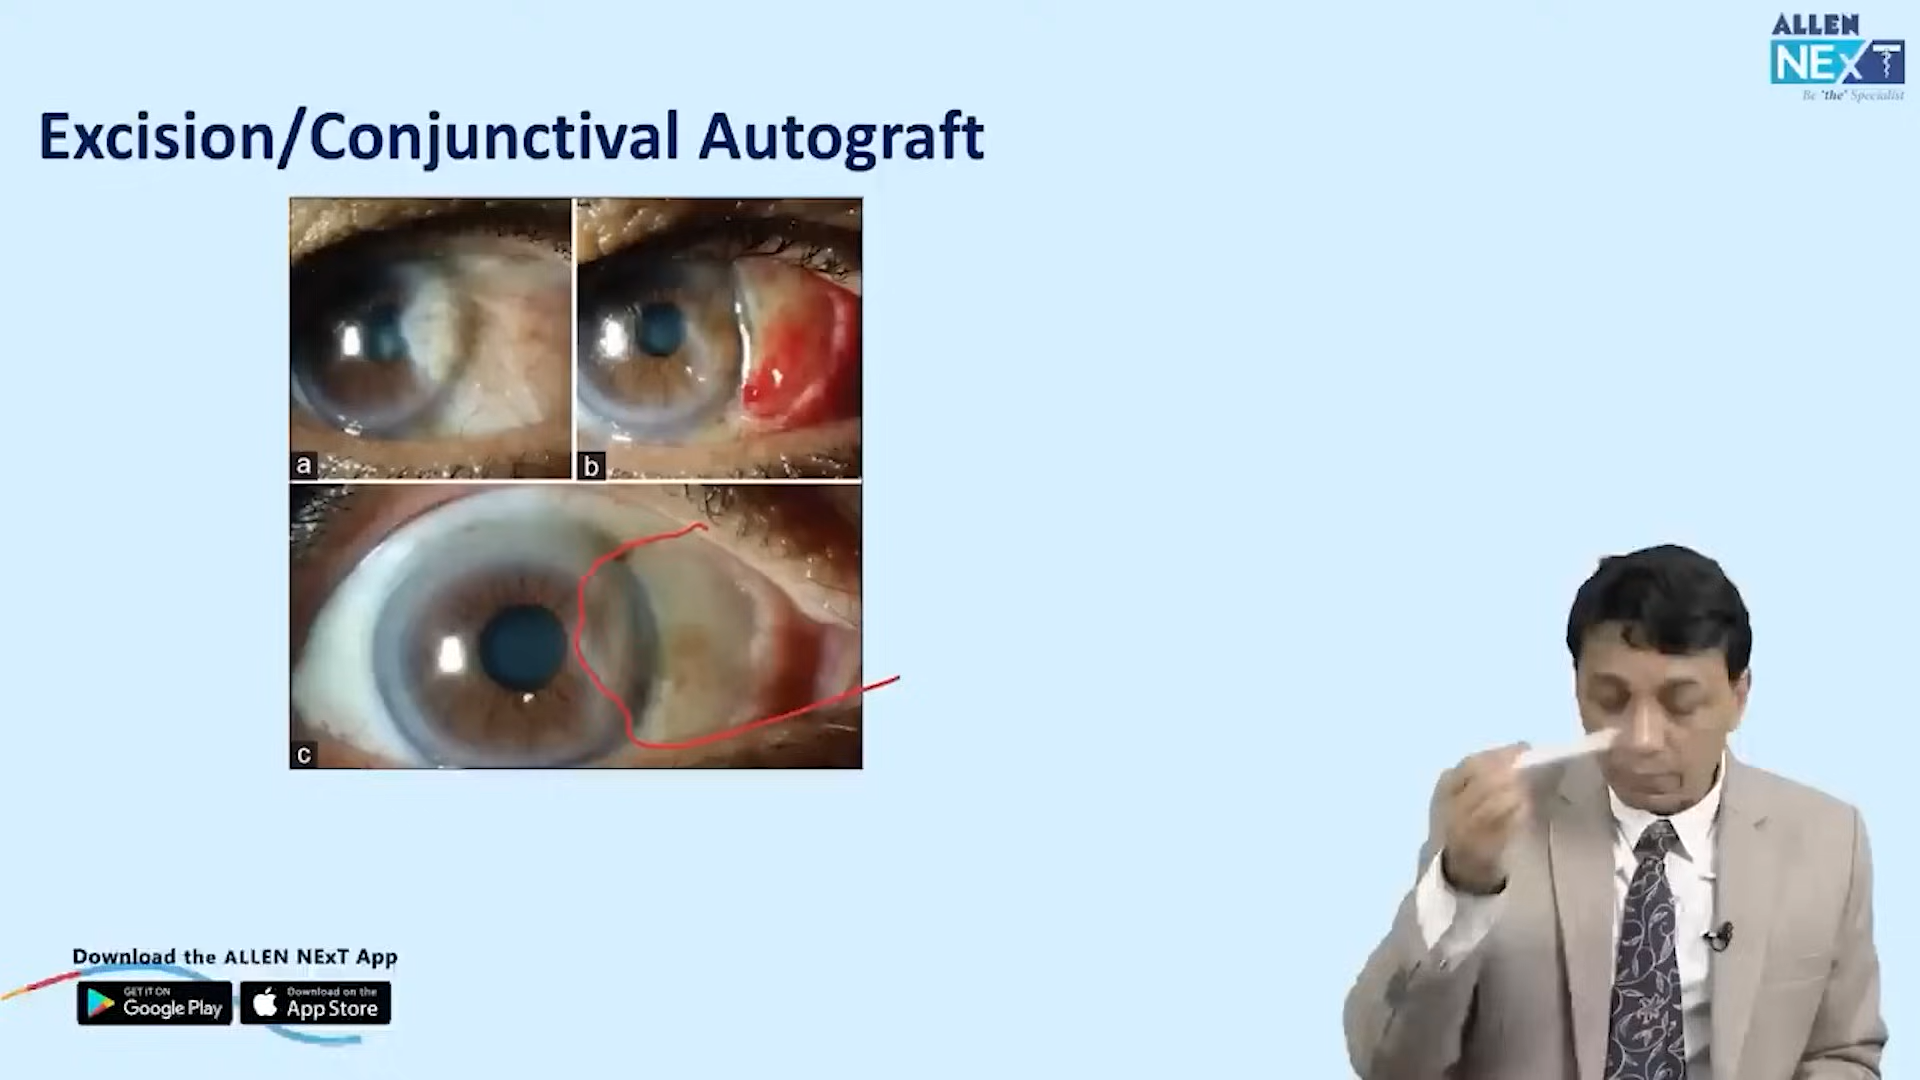 ALLEN
NExT
Be 'the' Specialist
Excisiοn/Conjunctival Autograft
a
b
c
Download the ALLEN NExT App
GET IT ON
Google Play
Download on the
App Store